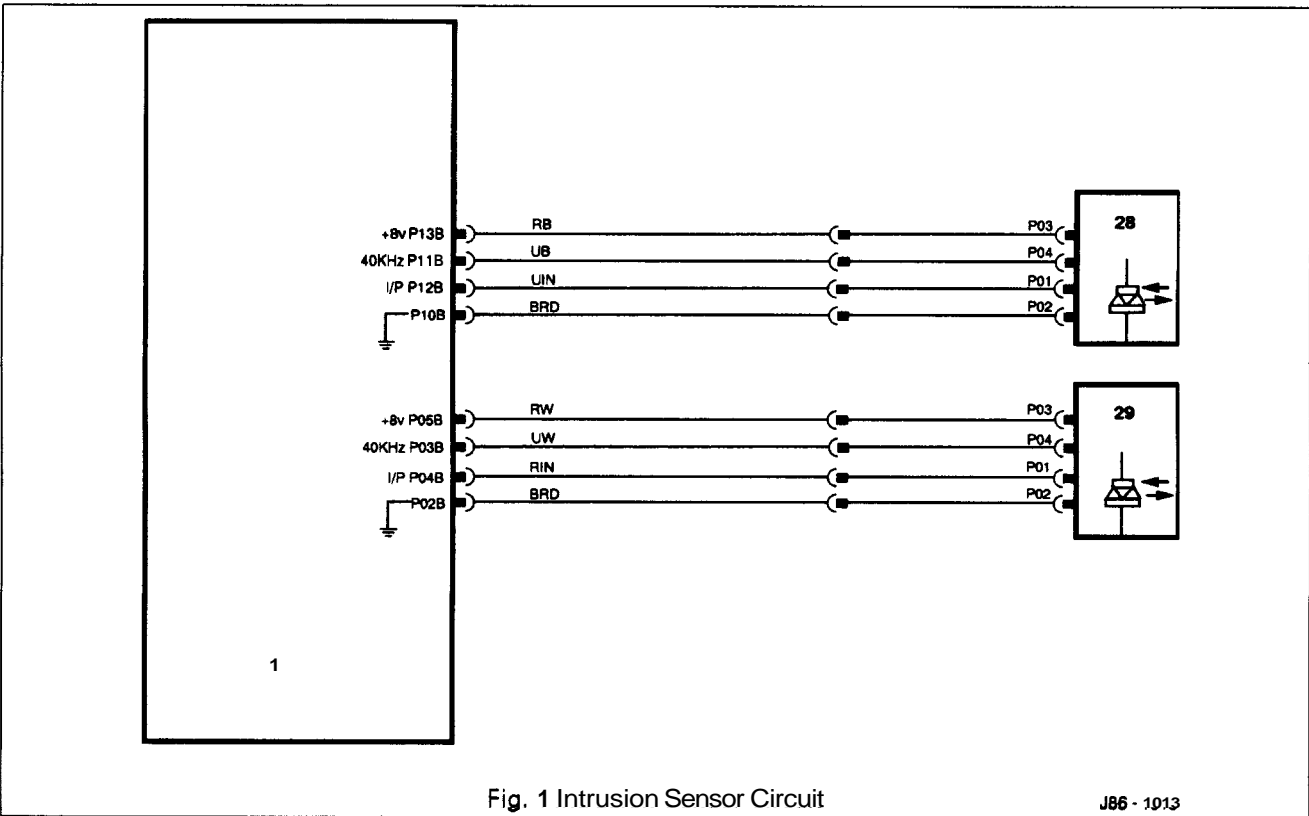 +8v P13B RB P03 28
40KHz P11B UB P04
I/P P12B UIN P01
P10B BRD P02
+8v P05B RW P03 29
40KHz P03B UW P04
I/P P04B RIN P01
P02B BRD P02
1
Fig. 1 Intrusion Sensor Circuit
J86 - 1013